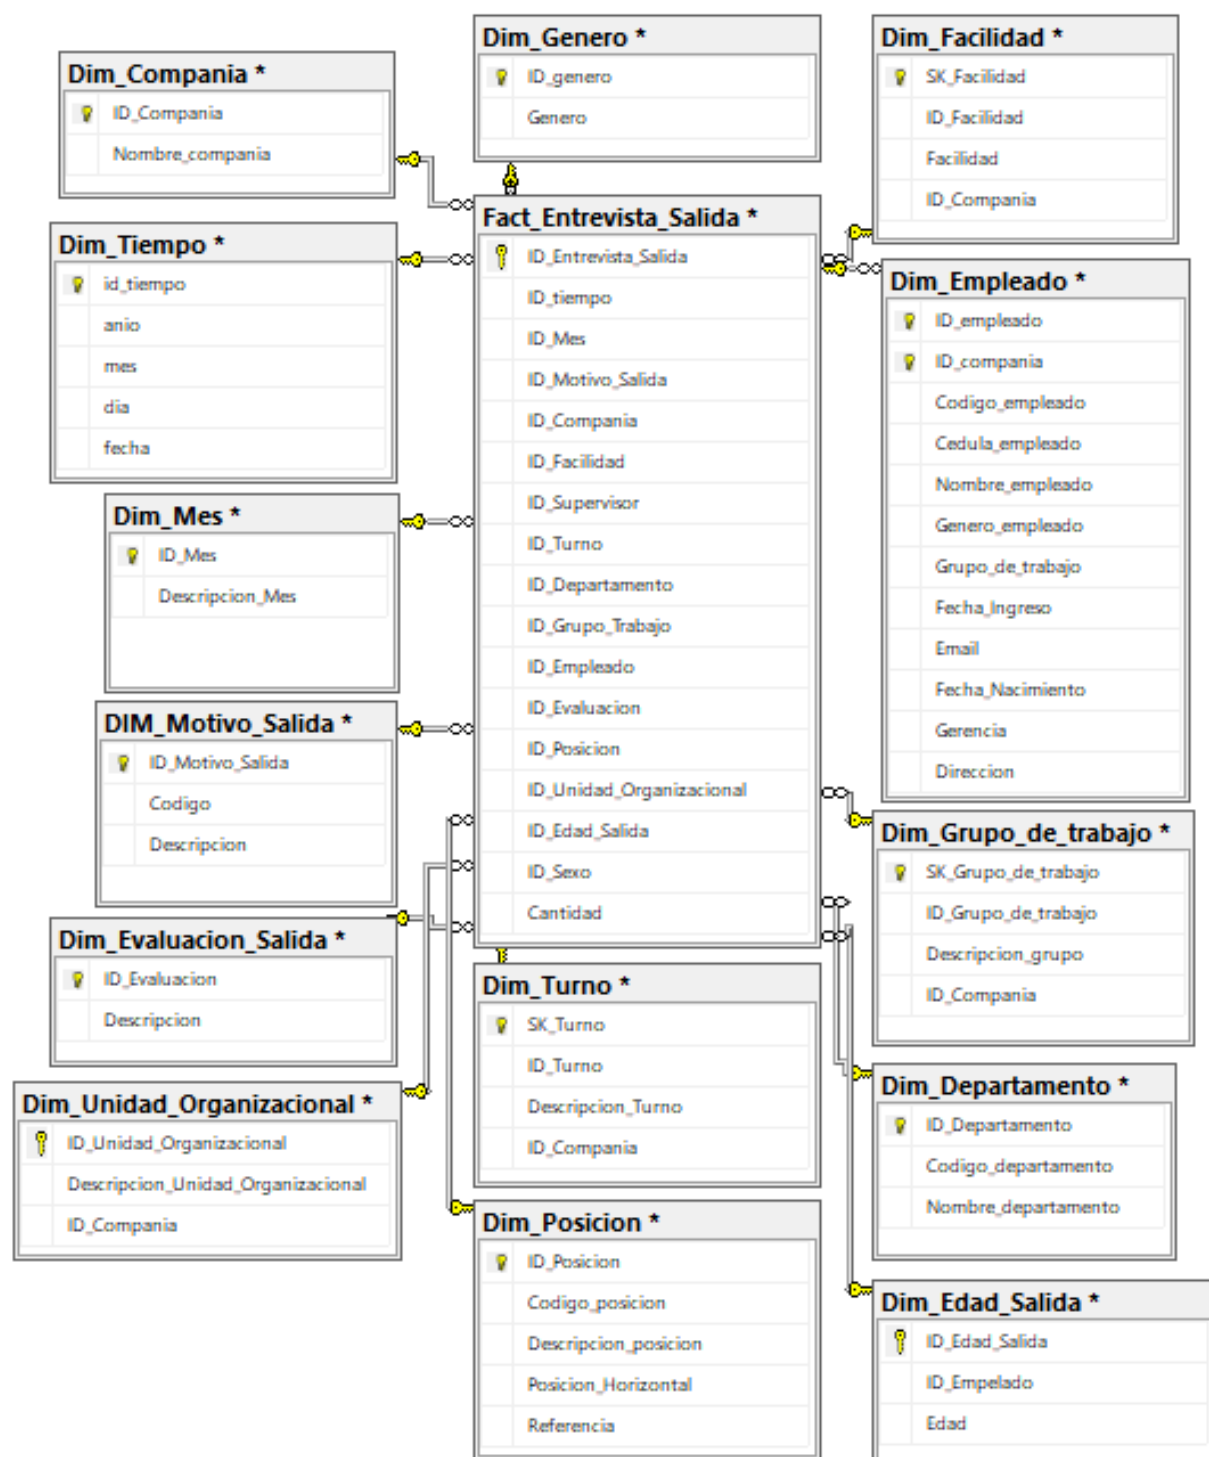 Dim_Compania *
ID_Compania
Nombre_compania
Dim_Genero *
ID_genero
Genero
Dim_Facilidad *
SK_Facilidad
ID_Facilidad
Facilidad
ID_Compania
Dim_Tiempo *
id_tiempo
anio
mes
dia
fecha
Fact_Entrevista_Salida *
ID_Entrevista_Salida
ID_tiempo
ID_Mes
ID_Motivo_Salida
ID_Compania
ID_Facilidad
ID_Supervisor
ID_Turno
ID_Departamento
ID_Grupo_Trabajo
ID_Empleado
ID_Evaluacion
ID_Posicion
ID_Unidad_Organizacional
ID_Edad_Salida
ID_Sexo
Cantidad
Dim_Empleado *
ID_empleado
ID_compania
Codigo_empleado
Cedula_empleado
Nombre_empleado
Genero_empleado
Grupo_de_trabajo
Fecha_Ingreso
Email
Fecha_Nacimiento
Gerencia
Direccion
Dim_Mes *
ID_Mes
Descripcion_Mes
DIM_Motivo_Salida *
ID_Motivo_Salida
Codigo
Descripcion
Dim_Grupo_de_trabajo *
SK_Grupo_de_trabajo
ID_Grupo_de_trabajo
Descripcion_grupo
ID_Compania
Dim_Evaluacion_Salida *
ID_Evaluacion
Descripcion
Dim_Turno *
SK_Turno
ID_Turno
Descripcion_Turno
ID_Compania
Dim_Departamento *
ID_Departamento
Codigo_departamento
Nombre_departamento
Dim_Unidad_Organizacional *
ID_Unidad_Organizacional
Descripcion_Unidad_Organizacional
ID_Compania
Dim_Posicion *
ID_Posicion
Codigo_posicion
Descripcion_posicion
Posicion_Horizontal
Referencia
Dim_Edad_Salida *
ID_Edad_Salida
ID_Empelado
Edad